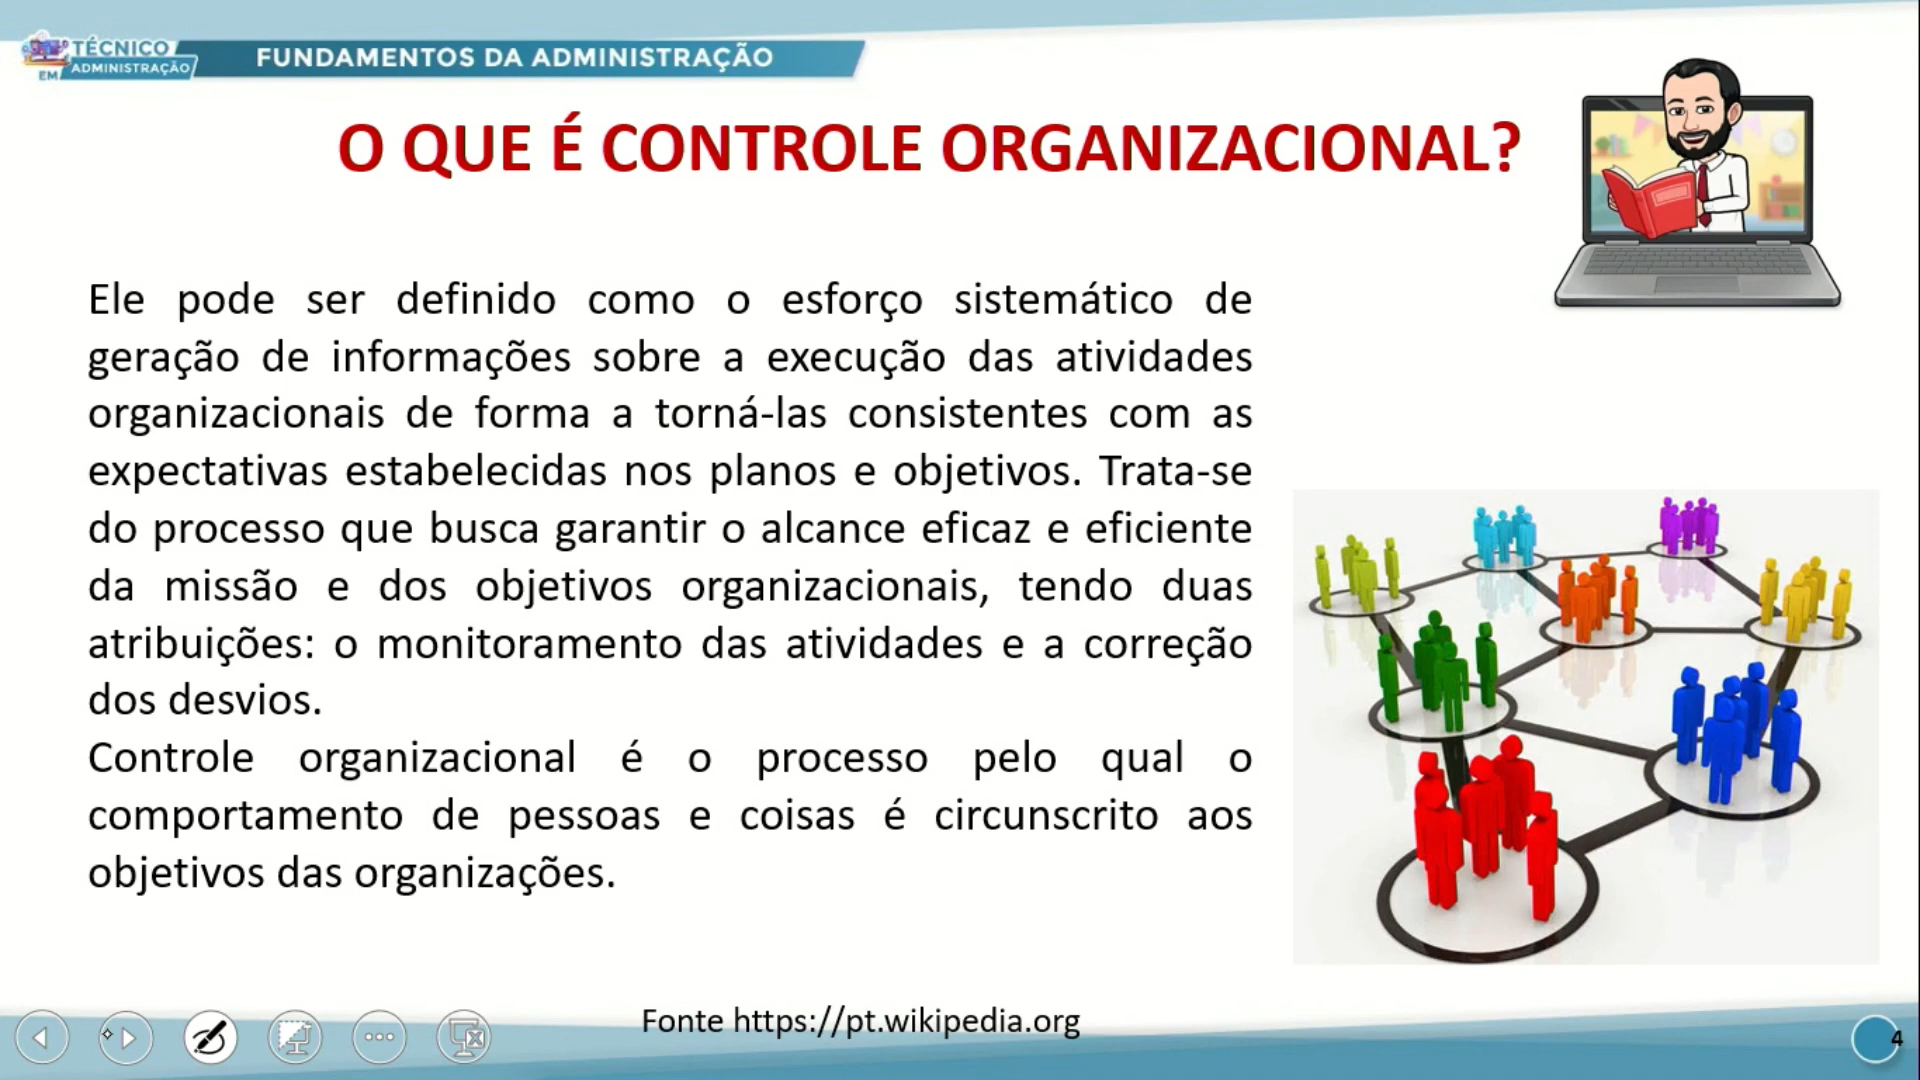 TÉCNICO
EM ADMINISTRAÇÃO
FUNDAMENTOS DA ADMINISTRAÇÃO
O QUE É CONTROLE ORGANIZACIONAL?
Ele pode ser definido como o esforço sistemático de
geração de informações sobre a execução das atividades
organizacionais de forma a torná-las consistentes com as
expectativas estabelecidas nos planos e objetivos. Trata-se
do processo que busca garantir o alcance eficaz e eficiente
da missão e dos objetivos organizacionais, tendo duas
atribuições: o monitoramento das atividades e a correção
dos desvios.
Controle organizacional é o processo pelo qual o
comportamento de pessoas e coisas é circunscrito aos
objetivos das organizações.
Fonte https://pt.wikipedia.org
4